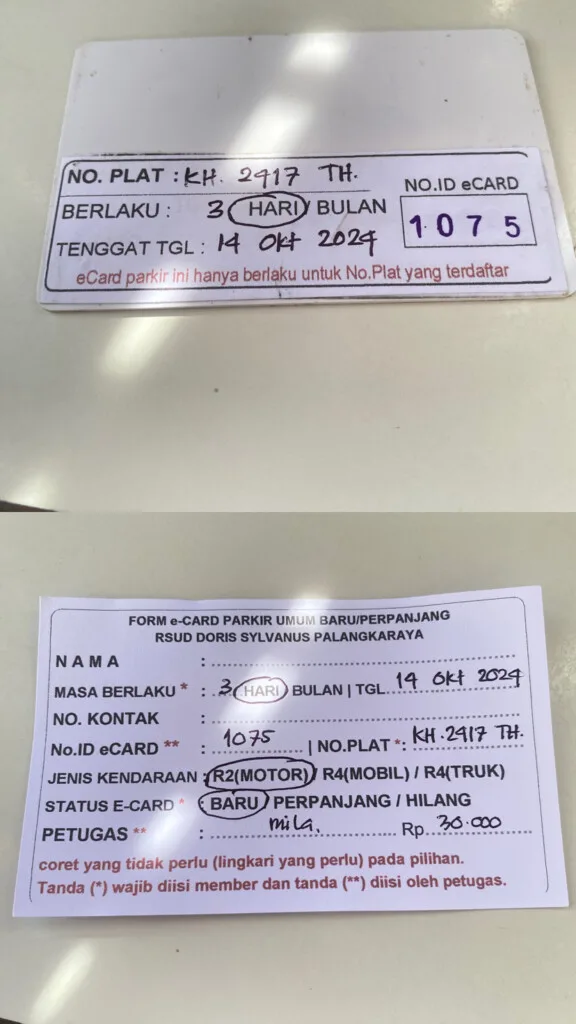 NO. PLAT : KH. 2417 TH.
BERLAKU : 3 HARI / BULAN
TENGGAT TGL : 14 Okt 2024
NO.ID eCARD
1075
eCard parkir ini hanya berlaku untuk No.Plat yang terdaftar
FORM e-CARD PARKIR UMUM BARU/PERPANJANG
RSUD DORIS SYLVANUS PALANGKARAYA
N A M A :
MASA BERLAKU * : 3 HARI BULAN | TGL. 14 Okt 2024
NO. KONTAK :
No.ID eCARD ** : 1075 | NO.PLAT *: KH.2417 TH.
JENIS KENDARAAN : R2(MOTOR) / R4(MOBIL) / R4(TRUK)
STATUS E-CARD * : BARU / PERPANJANG / HILANG
PETUGAS ** : mila. Rp. 30.000
coret yang tidak perlu (lingkari yang perlu) pada pilihan.
Tanda (*) wajib diisi member dan tanda (**) diisi oleh petugas.